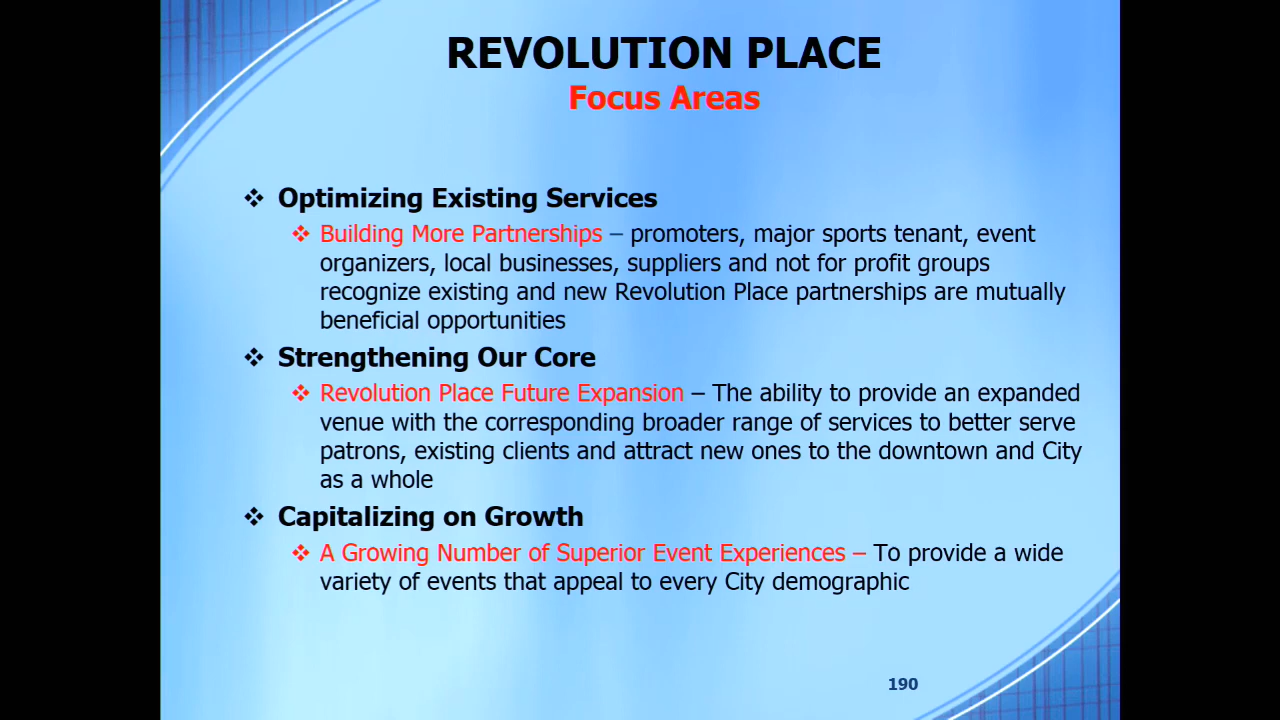 REVOLUTION PLACE
Focus Areas
❖ Optimizing Existing Services
❖ Building More Partnerships – promoters, major sports tenant, event
organizers, local businesses, suppliers and not for profit groups
recognize existing and new Revolution Place partnerships are mutually
beneficial opportunities
❖ Strengthening Our Core
❖ Revolution Place Future Expansion – The ability to provide an expanded
venue with the corresponding broader range of services to better serve
patrons, existing clients and attract new ones to the downtown and City
as a whole
❖ Capitalizing on Growth
❖ A Growing Number of Superior Event Experiences – To provide a wide
variety of events that appeal to every City demographic
190